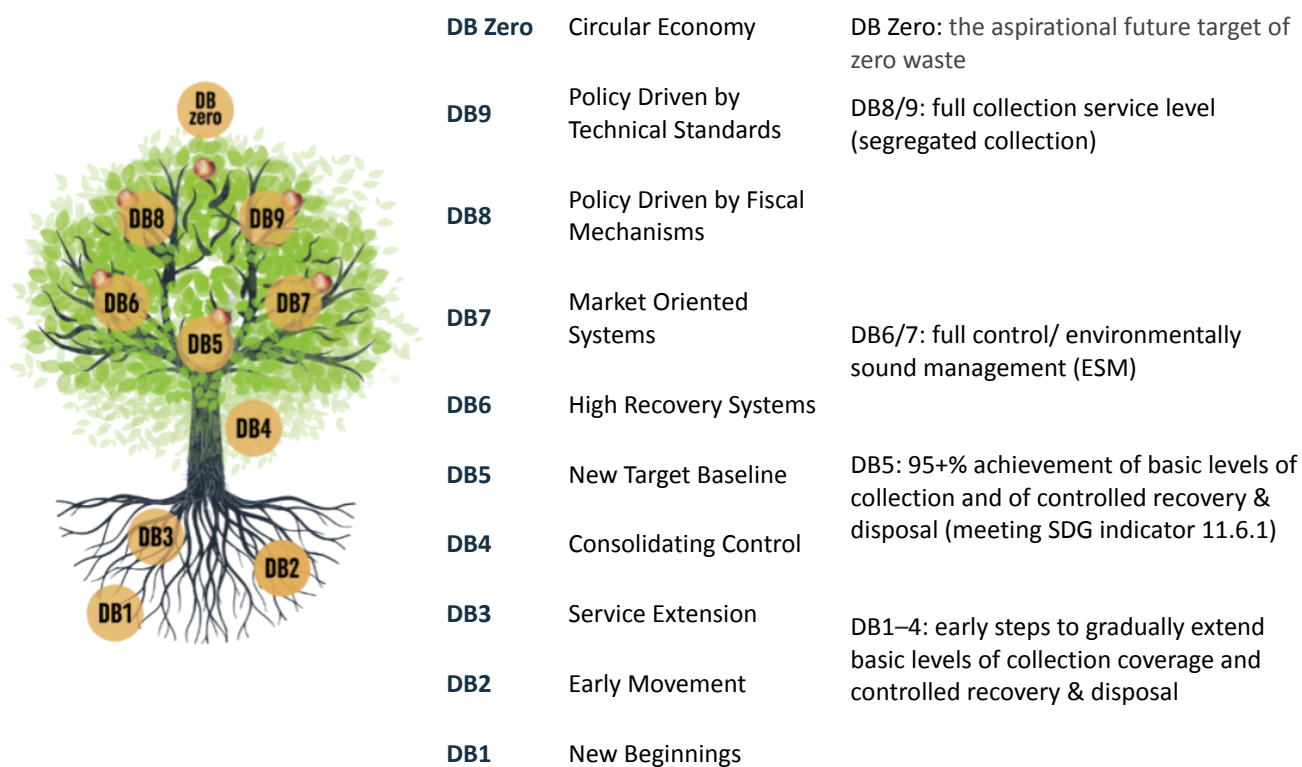 DB
zero
DB8
DB9
DB6
DB7
DB5
DB4
DB3
DB2
DB1
DB Zero
Circular Economy
DB Zero: the aspirational future target of
zero waste
DB9
Policy Driven by
Technical Standards
DB8/9: full collection service level
(segregated collection)
DB8
Policy Driven by Fiscal
Mechanisms
DB7
Market Oriented
Systems
DB6/7: full control/ environmentally
sound management (ESM)
DB6
High Recovery Systems
DB5
New Target Baseline
DB5: 95+% achievement of basic levels of
collection and of controlled recovery &
disposal (meeting SDG indicator 11.6.1)
DB4
Consolidating Control
DB3
Service Extension
DB1–4: early steps to gradually extend
basic levels of collection coverage and
controlled recovery & disposal
DB2
Early Movement
DB1
New Beginnings